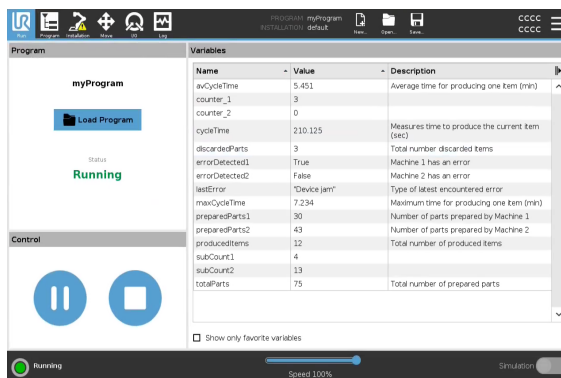 UR
PROGRAM myProgram
INSTALLATION default
Run Program Installation Move I/O Log
New... Open... Save...
cccc
cccc
Program
Variables
myProgram
Load Program
Status
Running
Control
Name Value Description
avCycleTime 5.451 Average time for producing one item (min)
counter_1 3
counter_2 0
cycleTime 210.125 Measures time to produce the current item
(sec)
discardedParts 3 Total number discarded items
errorDetected1 True Machine 1 has an error
errorDetected2 False Machine 2 has an error
lastError "Device jam" Type of latest encountered error
maxCycleTime 7.234 Maximum time for producing one item (min)
preparedParts1 30 Number of parts prepared by Machine 1
preparedParts2 43 Number of parts prepared by Machine 2
producedItems 12 Total number of produced items
subCount1 4
subCount2 13
totalParts 75 Total number of prepared parts
Show only favorite variables
Running
Speed 100%
Simulation